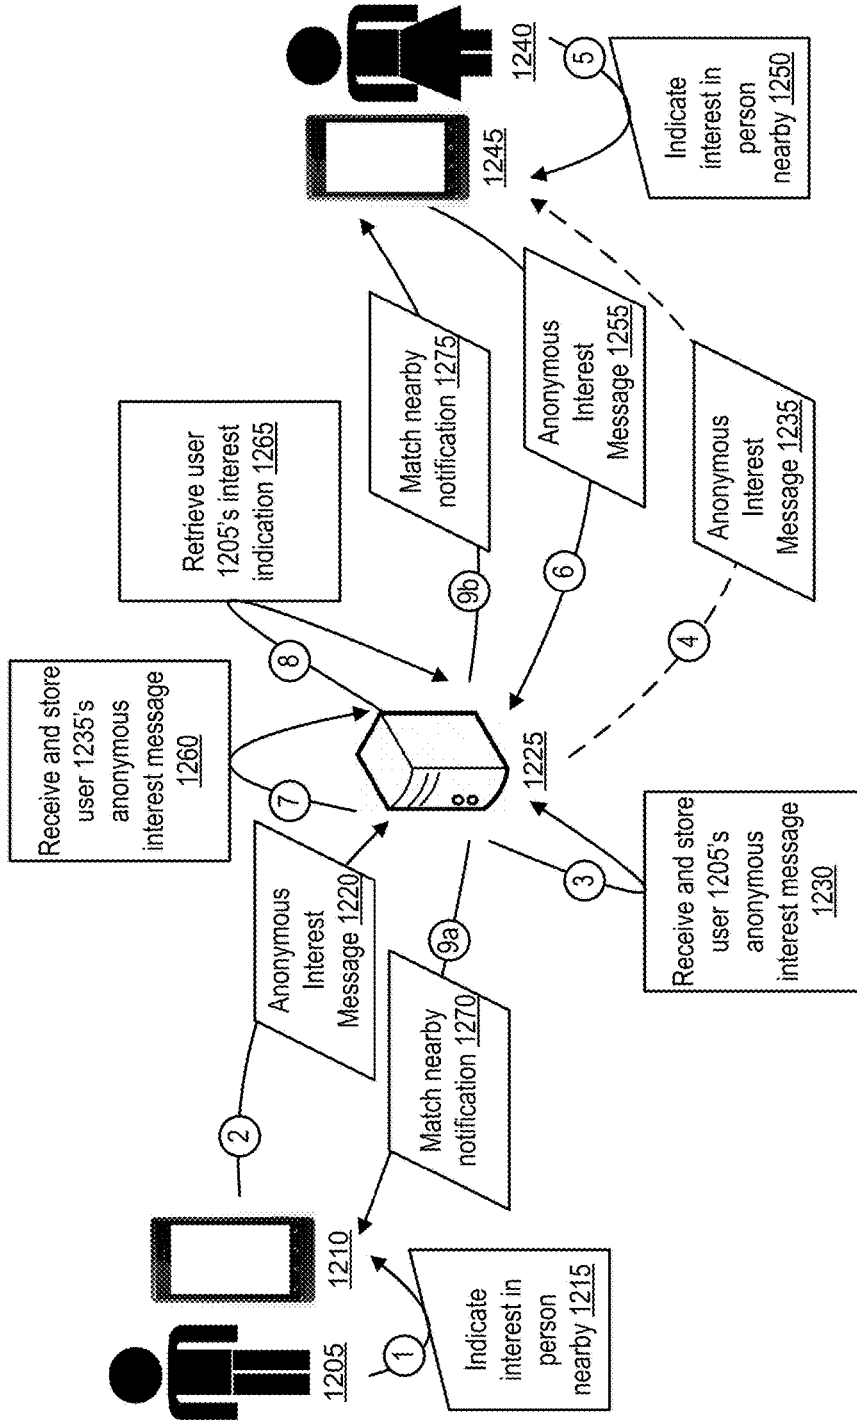 Receive and store
user 1235's
anonymous
interest message
1260
Retrieve user
1205's interest
indication 1265
8
7
2
Anonymous
Interest
Message 1220
Match nearby
notification 1275
9b
1205
1210
1
Indicate
interest in
person
nearby 1215
Match nearby
notification 1270
9a
1225
3
Receive and store
user 1205's
anonymous
interest message
1230
6
Anonymous
Interest
Message 1255
4
Anonymous
Interest
Message 1235
1245
1240
5
Indicate
interest in
person
nearby 1250